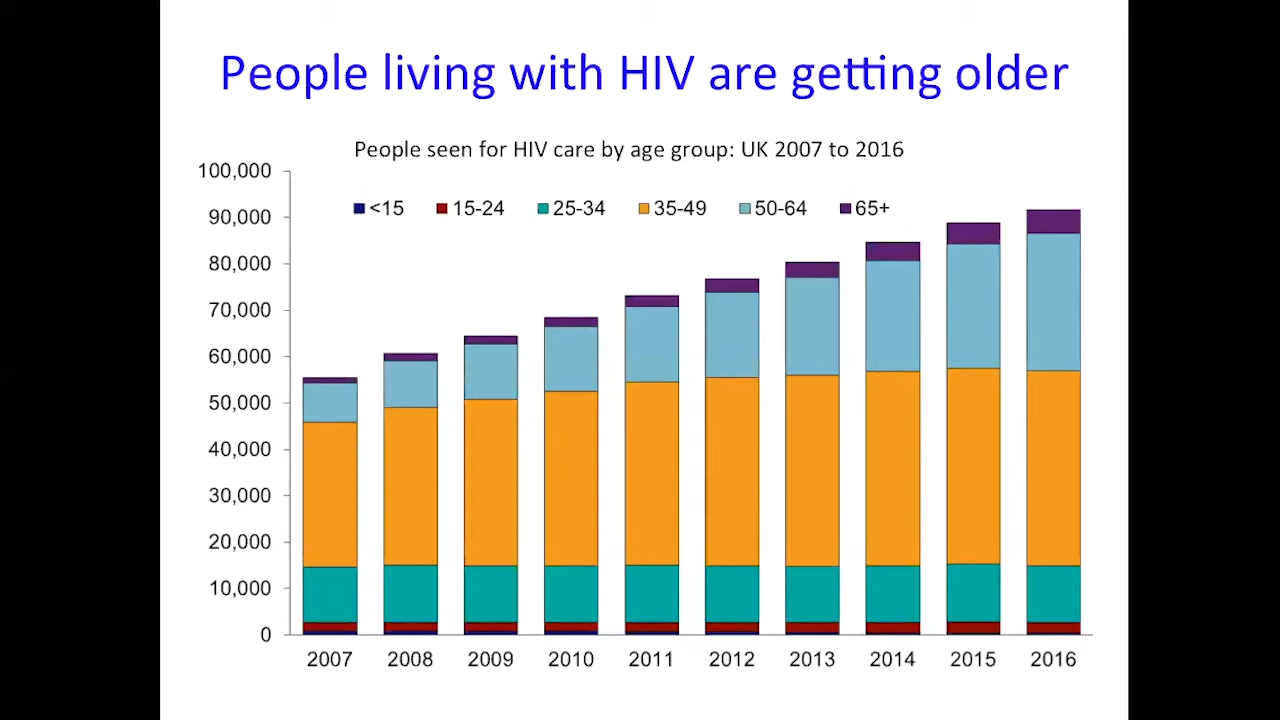 People living with HIV are getting older
People seen for HIV care by age group: UK 2007 to 2016
100,000
<15 15-24 25-34 35-49 50-64 65+
90,000
80,000
70,000
60,000
50,000
40,000
30,000
20,000
10,000
0
2007 2008 2009 2010 2011 2012 2013 2014 2015 2016